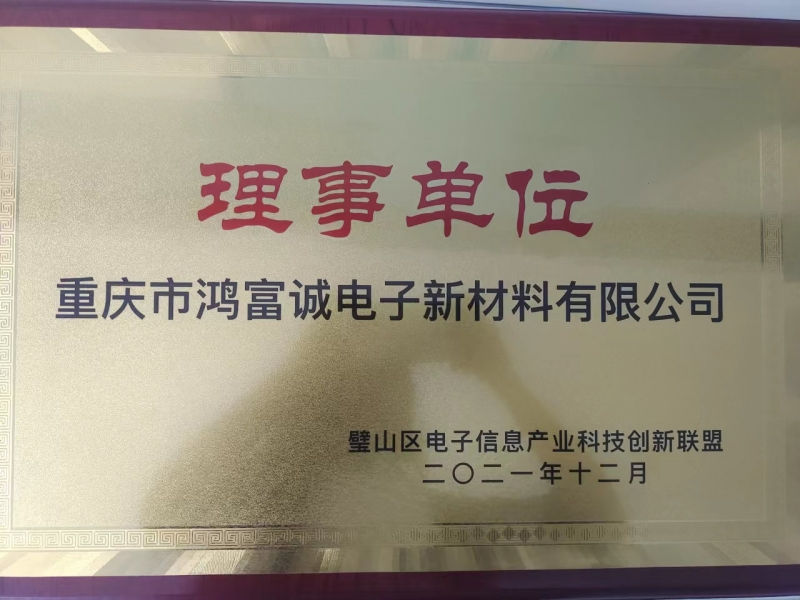 理事单位
重庆市鸿富诚电子新材料有限公司
璧山区电子信息产业科技创新联盟
二〇二一年十二月